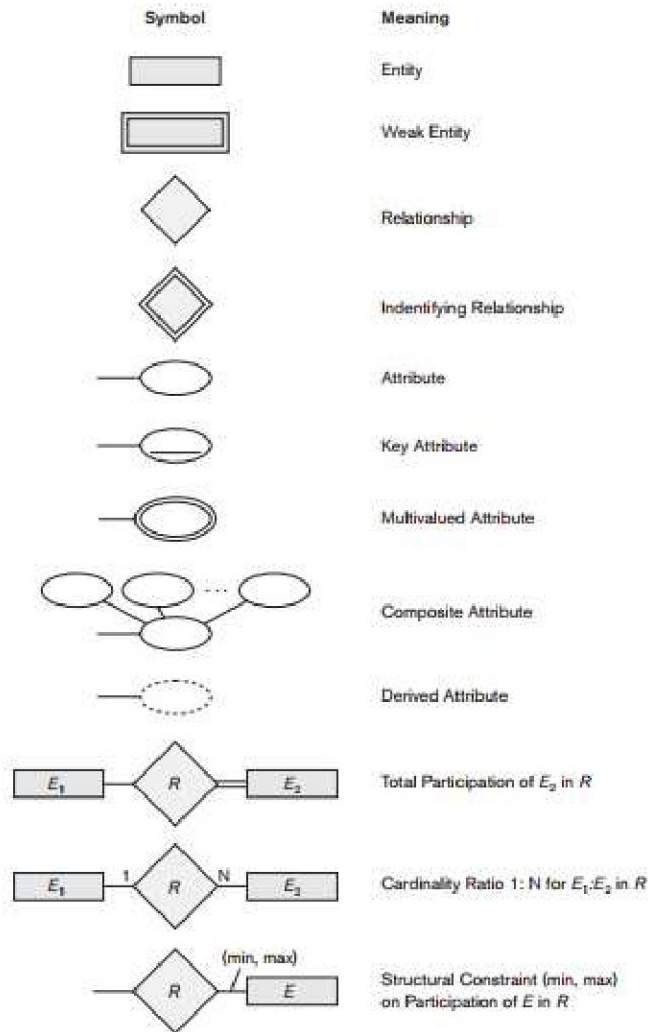 Symbol Meaning
Entity
Weak Entity
Relationship
Indentifying Relationship
Attribute
Key Attribute
Multivalued Attribute
...
Composite Attribute
Derived Attribute
E₁ R E₂ Total Participation of E₂ in R
E₁ 1 R N E₂ Cardinality Ratio 1: N for E₁:E₂ in R
(min, max)
R E Structural Constraint (min, max)
on Participation of E in R